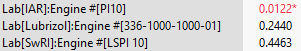 Lab[IAR]:Engine #[PI10] 0.0122*
Lab[Lubrizol]:Engine #[336-1000-1000-01] 0.2440
Lab[SwRI]:Engine #[LSPI 10] 0.4463